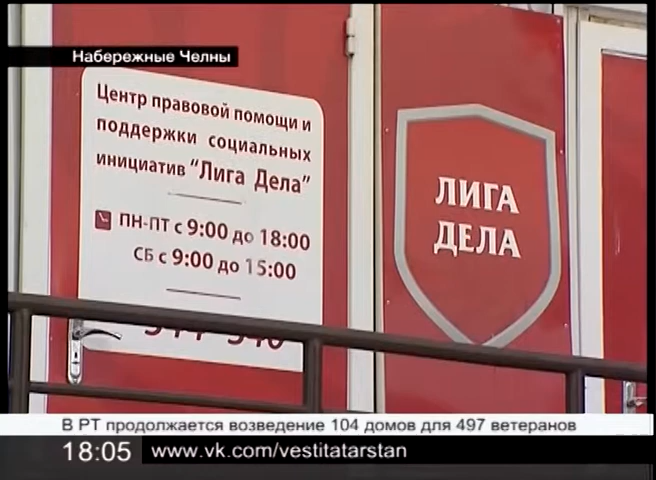 Набережные Челны
Центр правовой помощи и
поддержки социальных
инициатив "Лига Дела"
ПН-ПТ с 9:00 до 18:00
СБ с 9:00 до 15:00
ЛИГА
ДЕЛА
В РТ продолжается возведение 104 домов для 497 ветеранов
18:05 www.vk.com/vestitatarstan